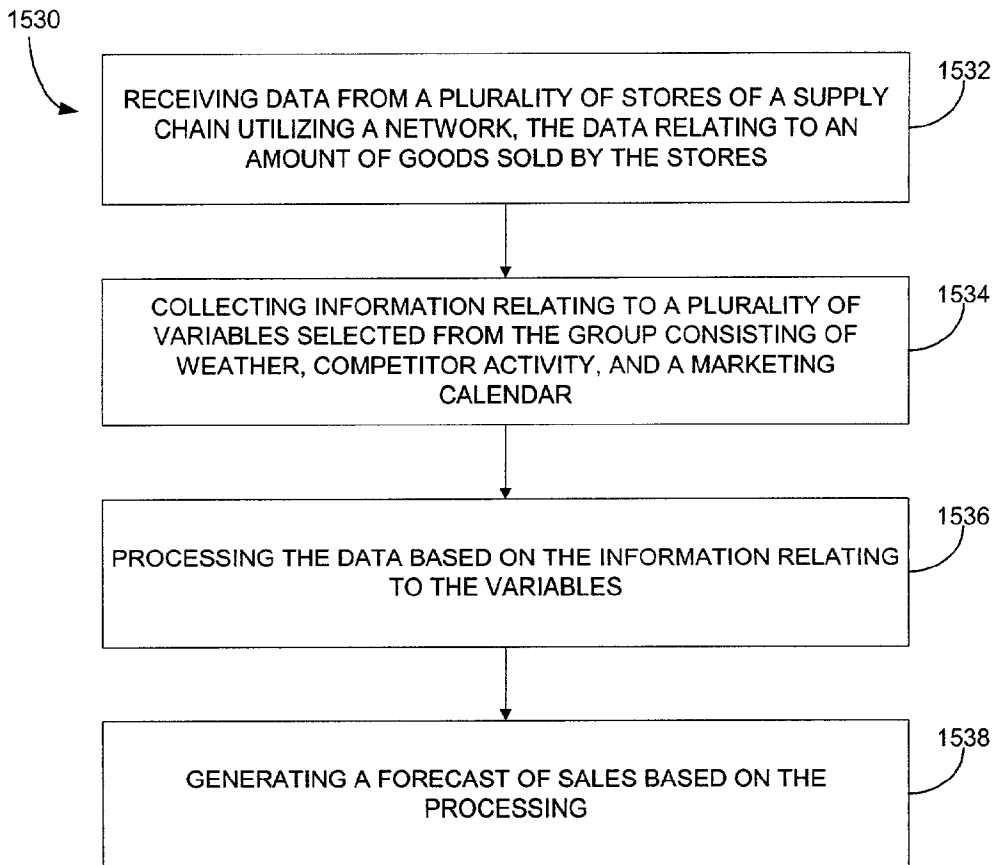 1530
1532
RECEIVING DATA FROM A PLURALITY OF STORES OF A SUPPLY
CHAIN UTILIZING A NETWORK, THE DATA RELATING TO AN
AMOUNT OF GOODS SOLD BY THE STORES
1534
COLLECTING INFORMATION RELATING TO A PLURALITY OF
VARIABLES SELECTED FROM THE GROUP CONSISTING OF
WEATHER, COMPETITOR ACTIVITY, AND A MARKETING
CALENDAR
1536
PROCESSING THE DATA BASED ON THE INFORMATION RELATING
TO THE VARIABLES
1538
GENERATING A FORECAST OF SALES BASED ON THE
PROCESSING